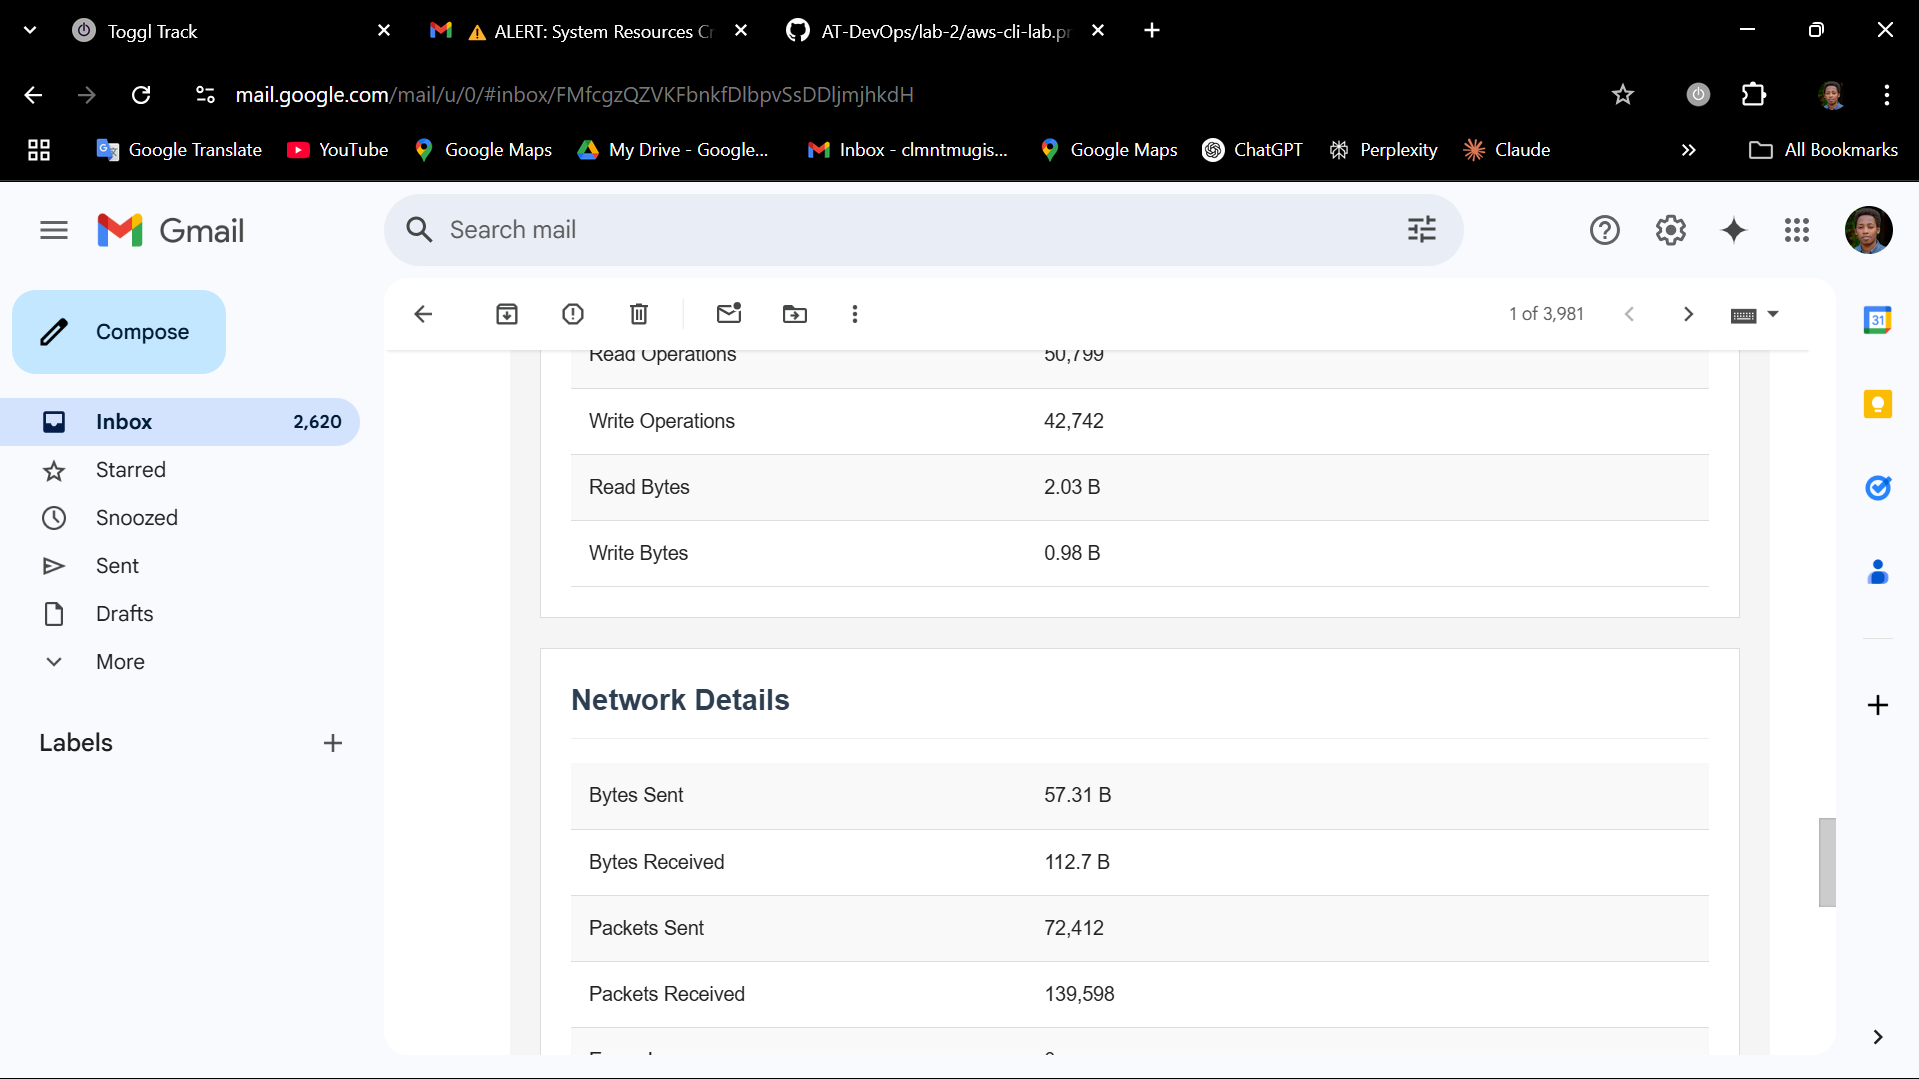 Toggl Track
ALERT: System Resources Cr
AT-DevOps/lab-2/aws-cli-lab.pr
mail.google.com/mail/u/0/#inbox/FMfcgzQZVKFbnkfDlbpvSsDDljmjhkdH
Google Translate
YouTube
Google Maps
My Drive - Google...
Inbox - clmntmugis...
Google Maps
ChatGPT
Perplexity
Claude
All Bookmarks
Gmail
Search mail
Compose
1 of 3,981
31
Inbox 2,620
Starred
Snoozed
Sent
Drafts
More
Labels
Read Operations 50,799
Write Operations 42,742
Read Bytes 2.03 B
Write Bytes 0.98 B
Network Details
Bytes Sent 57.31 B
Bytes Received 112.7 B
Packets Sent 72,412
Packets Received 139,598